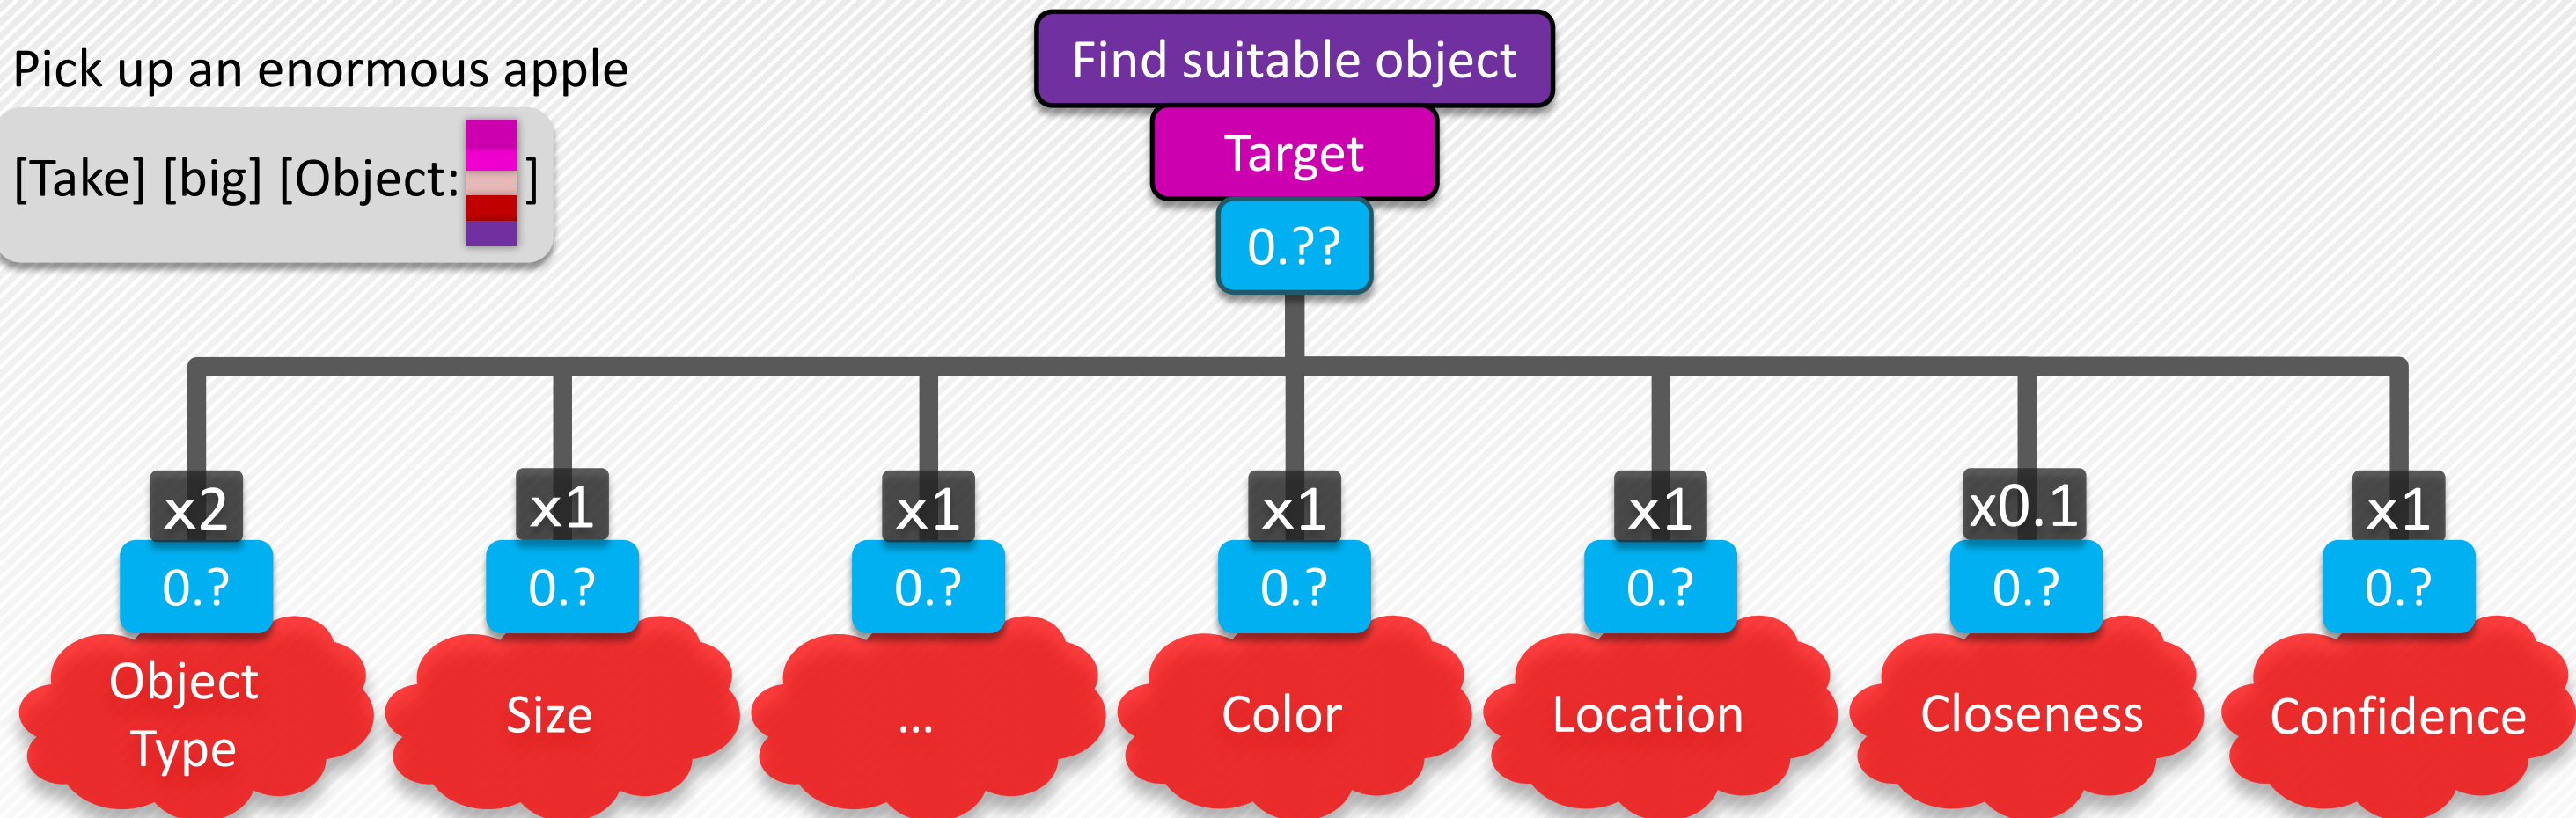 Pick up an enormous apple
[Take] [big] [Object: ]
Find suitable object
Target
0.??
x2
x1
x1
x1
x1
x0.1
x1
0.?
0.?
0.?
0.?
0.?
0.?
0.?
Object
Type
Size
...
Color
Location
Closeness
Confidence